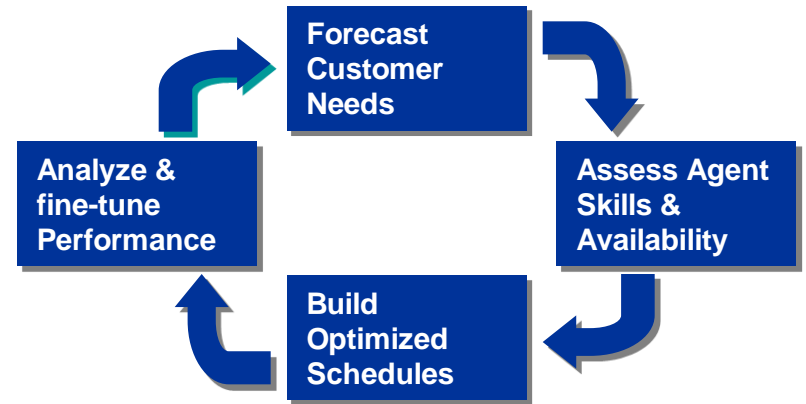 Forecast
Customer
Needs
Assess Agent
Skills &
Availability
Build
Optimized
Schedules
Analyze &
fine-tune
Performance